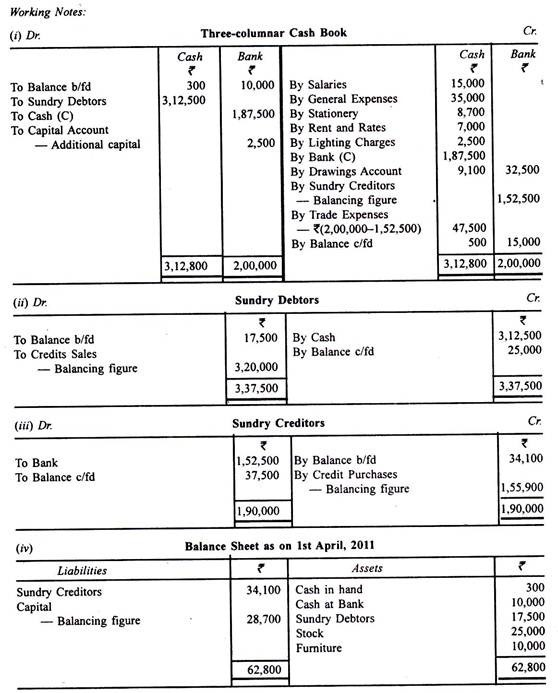 Working Notes:
(i) Dr. Three-columnar Cash Book Cr.
Cash Bank Cash Bank
₹ ₹ ₹ ₹
To Balance b/fd 300 10,000 By Salaries 15,000
To Sundry Debtors 3,12,500 By General Expenses 35,000
To Cash (C) 1,87,500 By Stationery 8,700
To Capital Account By Rent and Rates 7,000
— Additional capital 2,500 By Lighting Charges 2,500
By Bank (C) 1,87,500
By Drawings Account 9,100 32,500
By Sundry Creditors
— Balancing figure 1,52,500
By Trade Expenses
— ₹(2,00,000–1,52,500) 47,500
By Balance c/fd 500 15,000
3,12,800 2,00,000 3,12,800 2,00,000
(ii) Dr. Sundry Debtors Cr.
₹ ₹
To Balance b/fd 17,500 By Cash 3,12,500
To Credits Sales By Balance c/fd 25,000
— Balancing figure 3,20,000
3,37,500 3,37,500
(iii) Dr. Sundry Creditors Cr.
₹ ₹
To Bank 1,52,500 By Balance b/fd 34,100
To Balance c/fd 37,500 By Credit Purchases
— Balancing figure 1,55,900
1,90,000 1,90,000
(iv) Balance Sheet as on 1st April, 2011
Liabilities ₹ Assets ₹
Sundry Creditors 34,100 Cash in hand 300
Capital Cash at Bank 10,000
— Balancing figure 28,700 Sundry Debtors 17,500
Stock 25,000
Furniture 10,000
62,800 62,800